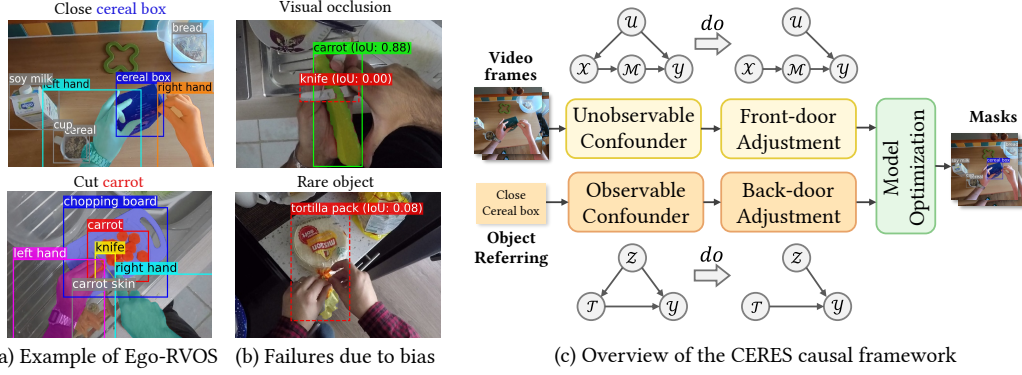 Close cereal box
bread
soy milk
left hand
cereal box
right hand
cup
cereal
Cut carrot
chopping board
carrot
knife
left hand
right hand
carrot skin
a) Example of Ego-RVOS
Visual occlusion
carrot (IoU: 0.88)
knife (IoU: 0.00)
Rare object
tortilla pack (IoU: 0.08)
(b) Failures due to bias
U
do
U
X
M
Y
X
M
Y
Video
frames
Unobservable
Confounder
Front-door
Adjustment
Model
Optimization
Masks
soy milk
cereal box
Close
Cereal box
Object
Referring
Observable
Confounder
Back-door
Adjustment
Z
do
Z
T
Y
T
Y
(c) Overview of the CERES causal framework